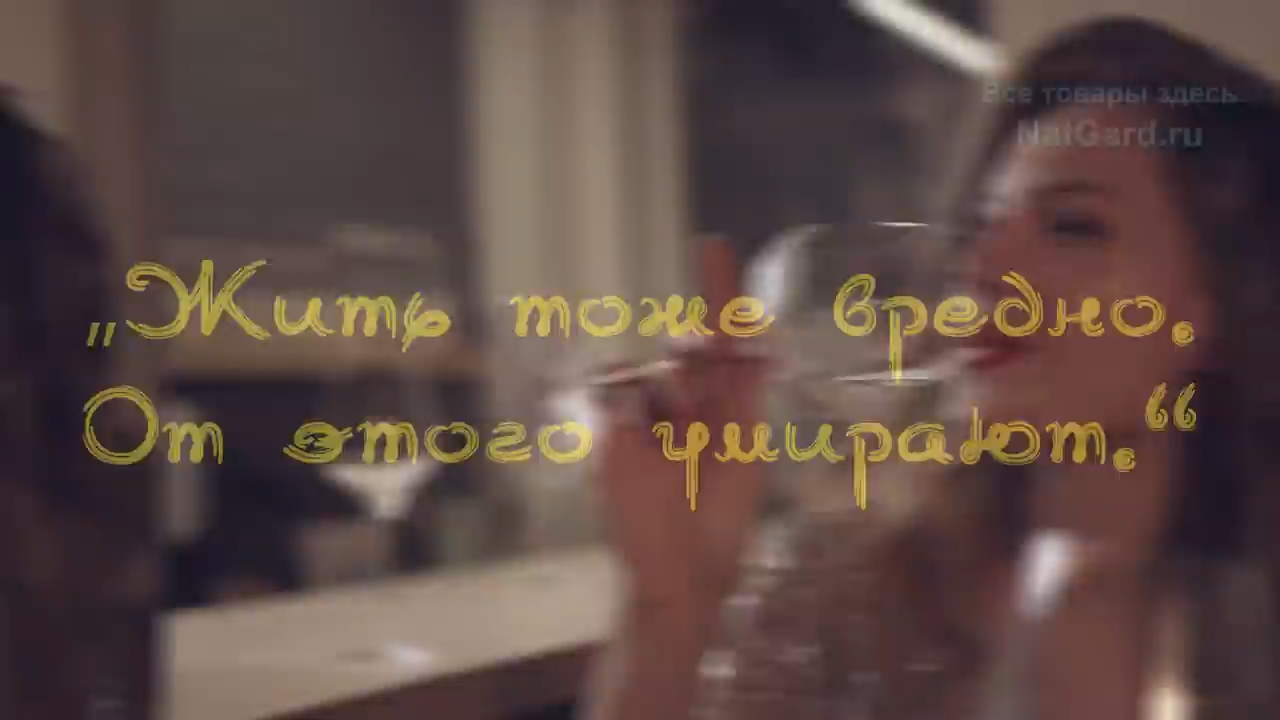 Все товары здесь
NalGard.ru
„Жить тоже вредно.
От этого умирают.“